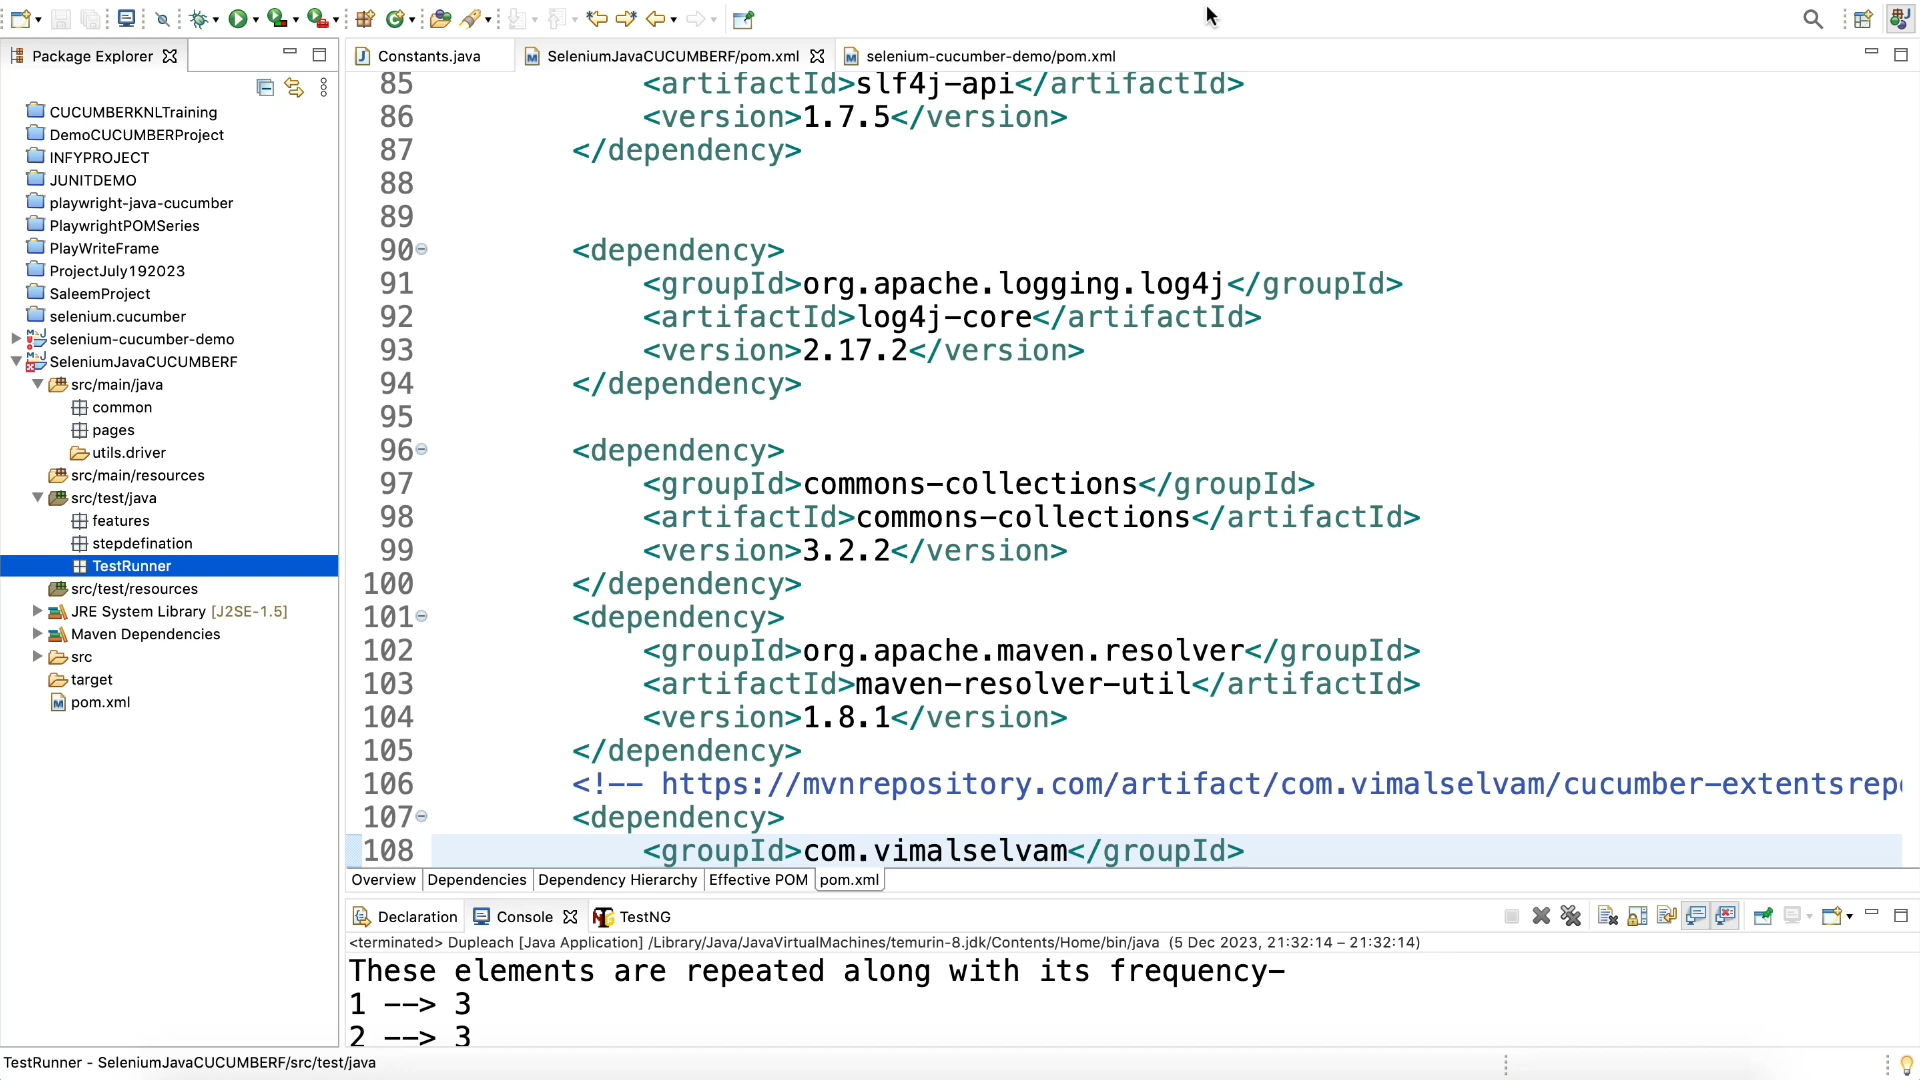 Package Explorer
Constants.java
SeleniumJavaCUCUMBERF/pom.xml
selenium-cucumber-demo/pom.xml
CUCUMBERKNLTraining
DemoCUCUMBERProject
INFYPROJECT
JUNITDEMO
playwright-java-cucumber
PlaywrightPOMSeries
PlayWriteFrame
ProjectJuly192023
SaleemProject
selenium.cucumber
selenium-cucumber-demo
SeleniumJavaCUCUMBERF
src/main/java
common
pages
utils.driver
src/main/resources
src/test/java
features
stepdefination
TestRunner
src/test/resources
JRE System Library [J2SE-1.5]
Maven Dependencies
src
target
pom.xml
85 <artifactId>slf4j-api</artifactId>
86 <version>1.7.5</version>
87 </dependency>
88
89
90 <dependency>
91 <groupId>org.apache.logging.log4j</groupId>
92 <artifactId>log4j-core</artifactId>
93 <version>2.17.2</version>
94 </dependency>
95
96 <dependency>
97 <groupId>commons-collections</groupId>
98 <artifactId>commons-collections</artifactId>
99 <version>3.2.2</version>
100 </dependency>
101 <dependency>
102 <groupId>org.apache.maven.resolver</groupId>
103 <artifactId>maven-resolver-util</artifactId>
104 <version>1.8.1</version>
105 </dependency>
106 <!-- https://mvnrepository.com/artifact/com.vimalselvam/cucumber-extentsrep
107 <dependency>
108 <groupId>com.vimalselvam</groupId>
Overview Dependencies Dependency Hierarchy Effective POM pom.xml
Declaration Console TestNG
<terminated> Dupleach [Java Application] /Library/Java/JavaVirtualMachines/temurin-8.jdk/Contents/Home/bin/java (5 Dec 2023, 21:32:14 – 21:32:14)
These elements are repeated along with its frequency-
1 --> 3
2 --> 3
TestRunner - SeleniumJavaCUCUMBERF/src/test/java